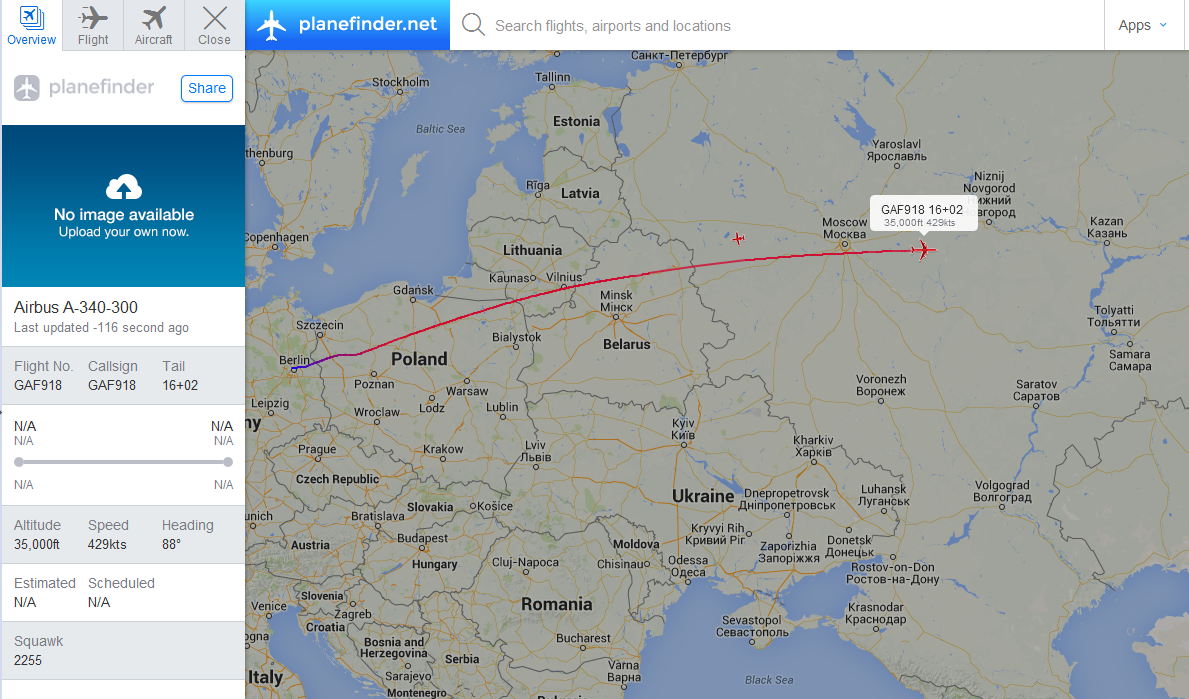 Overview
Flight
Aircraft
Close
planefinder.net
Search flights, airports and locations
Apps
planefinder
Share
No image available
Upload your own now.
Airbus A-340-300
Last updated -116 second ago
Flight No. Callsign Tail
GAF918 GAF918 16+02
N/A N/A
N/A N/A
N/A N/A
Altitude Speed Heading
35,000ft 429kts 88°
Estimated Scheduled
N/A N/A
Squawk
2255
Санкт-Петербург
Tallinn
Stockholm
Estonia
Baltic Sea
Yaroslavl
Ярославль
thenburg
Niznij
Novgorod
Нижний
Новгород
Rīga
Latvia
GAF918 16+02
35,000ft 429kts
Moscow
Москва
Kazan
Казань
Copenhagen
Lithuania
Kaunas
Vilnius
Gdańsk
Minsk
Мінск
Tolyatti
Тольятти
Szczecin
Bialystok
Belarus
Samara
Самара
Berlin
Poland
Poznan
Warsaw
Voronezh
Воронеж
Saratov
Саратов
Leipzig
Wroclaw
Lodz
Lublin
ny
Kyiv
Київ
Prague
Krakow
Lviv
Львів
Kharkiv
Харків
Czech Republic
Ukraine
Dnepropetrovsk
Дніпропетровськ
Luhansk
Луганськ
Volgograd
Волгоград
unich
Slovakia
Košice
Bratislava
Kryvyi Rih
Кривий Ріг
Austria
Budapest
Moldova
Zaporizhia
Запоріжжя
Donetsk
Донецьк
Hungary
Cluj-Napoca
Chisinau
Odessa
Одеса
Rostov-on-Don
Ростов-на-Дону
Slovenia
Venice
Zagreb
Romania
Krasnodar
Краснодар
Croatia
Sevastopol
Севастополь
ogna
Bosnia and
Herzegovina
Serbia
Bucharest
Italy
Sarajevo
Varna
Варна
Black Sea
Montenegro